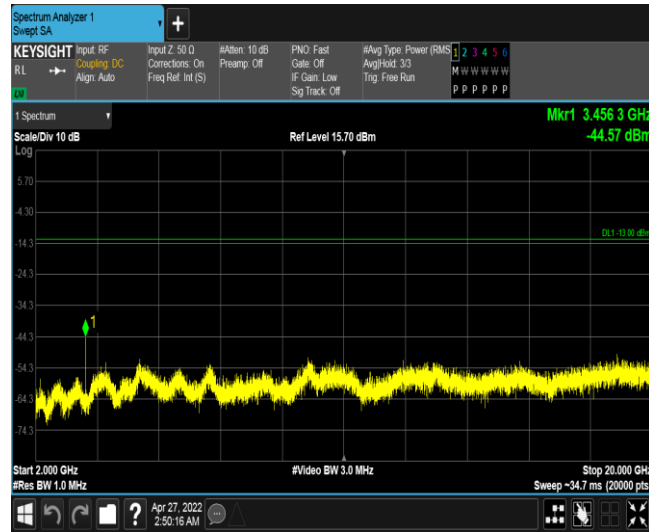 Spectrum Analyzer 1
Swept SA
KEYSIGHT
RL
Input: RF
Coupling: DC
Align: Auto
Input Z: 50 Ω
Corrections: On
Freq Ref: Int (S)
#Atten: 10 dB
Preamp: Off
PNO: Fast
Gate: Off
IF Gain: Low
Sig Track: Off
#Avg Type: Power (RMS
Avg|Hold: 3/3
Trig: Free Run
1 2 3 4 5 6
M W W W W W
P P P P P P
1 Spectrum
Scale/Div 10 dB
Log
Ref Level 15.70 dBm
Mkr1 3.456 3 GHz
-44.57 dBm
5.70
-4.30
-14.3
-24.3
-34.3
-44.3
-54.3
-64.3
-74.3
DL1 -13.00 dBm
1
Start 2.000 GHz
#Res BW 1.0 MHz
#Video BW 3.0 MHz
Stop 20.000 GHz
Sweep ~34.7 ms (20000 pts
?
Apr 27, 2022
2:50:16 AM